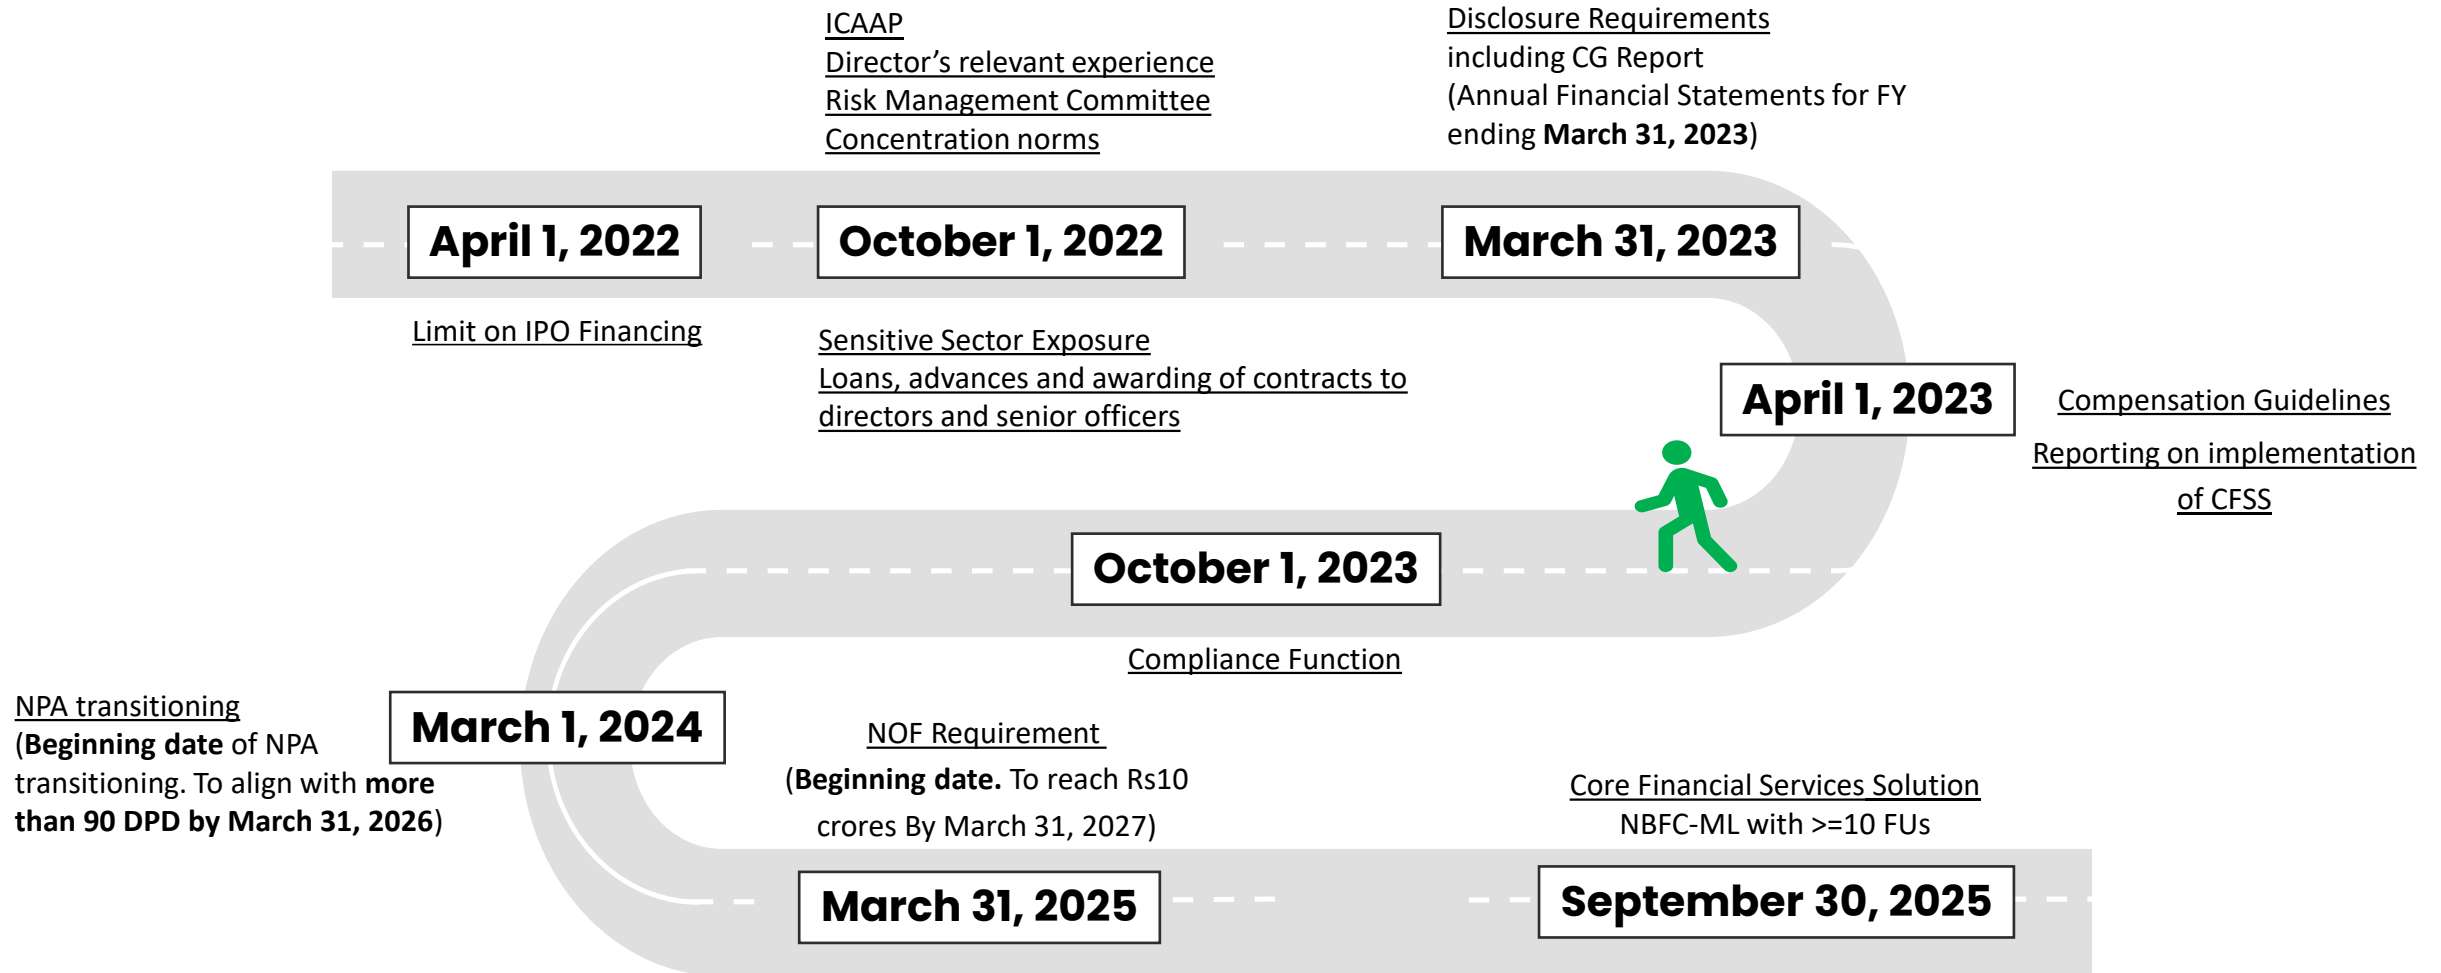 ICAAP
Director’s relevant experience
Risk Management Committee
Concentration norms
Disclosure Requirements
including CG Report
(Annual Financial Statements for FY
ending March 31, 2023)
April 1, 2022
October 1, 2022
March 31, 2023
Limit on IPO Financing
Sensitive Sector Exposure
Loans, advances and awarding of contracts to
directors and senior officers
April 1, 2023
Compensation Guidelines
Reporting on implementation
of CFSS
October 1, 2023
Compliance Function
NPA transitioning
(Beginning date of NPA
transitioning. To align with more
than 90 DPD by March 31, 2026)
March 1, 2024
NOF Requirement
(Beginning date. To reach Rs10
crores By March 31, 2027)
March 31, 2025
Core Financial Services Solution
NBFC-ML with >=10 FUs
September 30, 2025